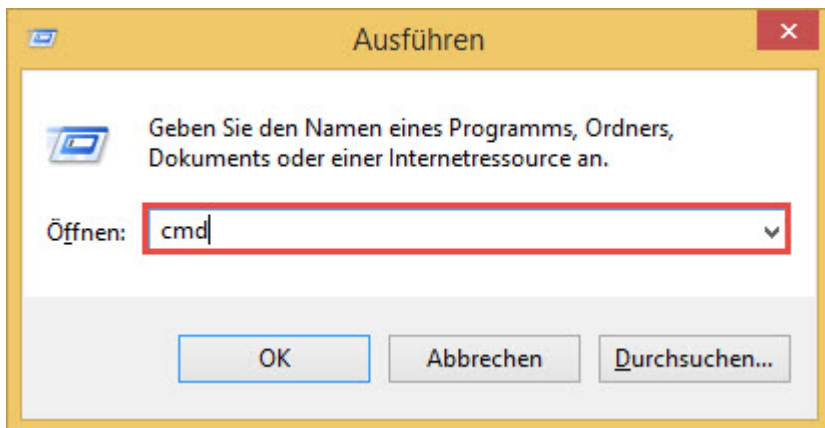 Ausführen
Geben Sie den Namen eines Programms, Ordners,
Dokuments oder einer Internetressource an.
Öffnen: cmd
OK Abbrechen Durchsuchen...